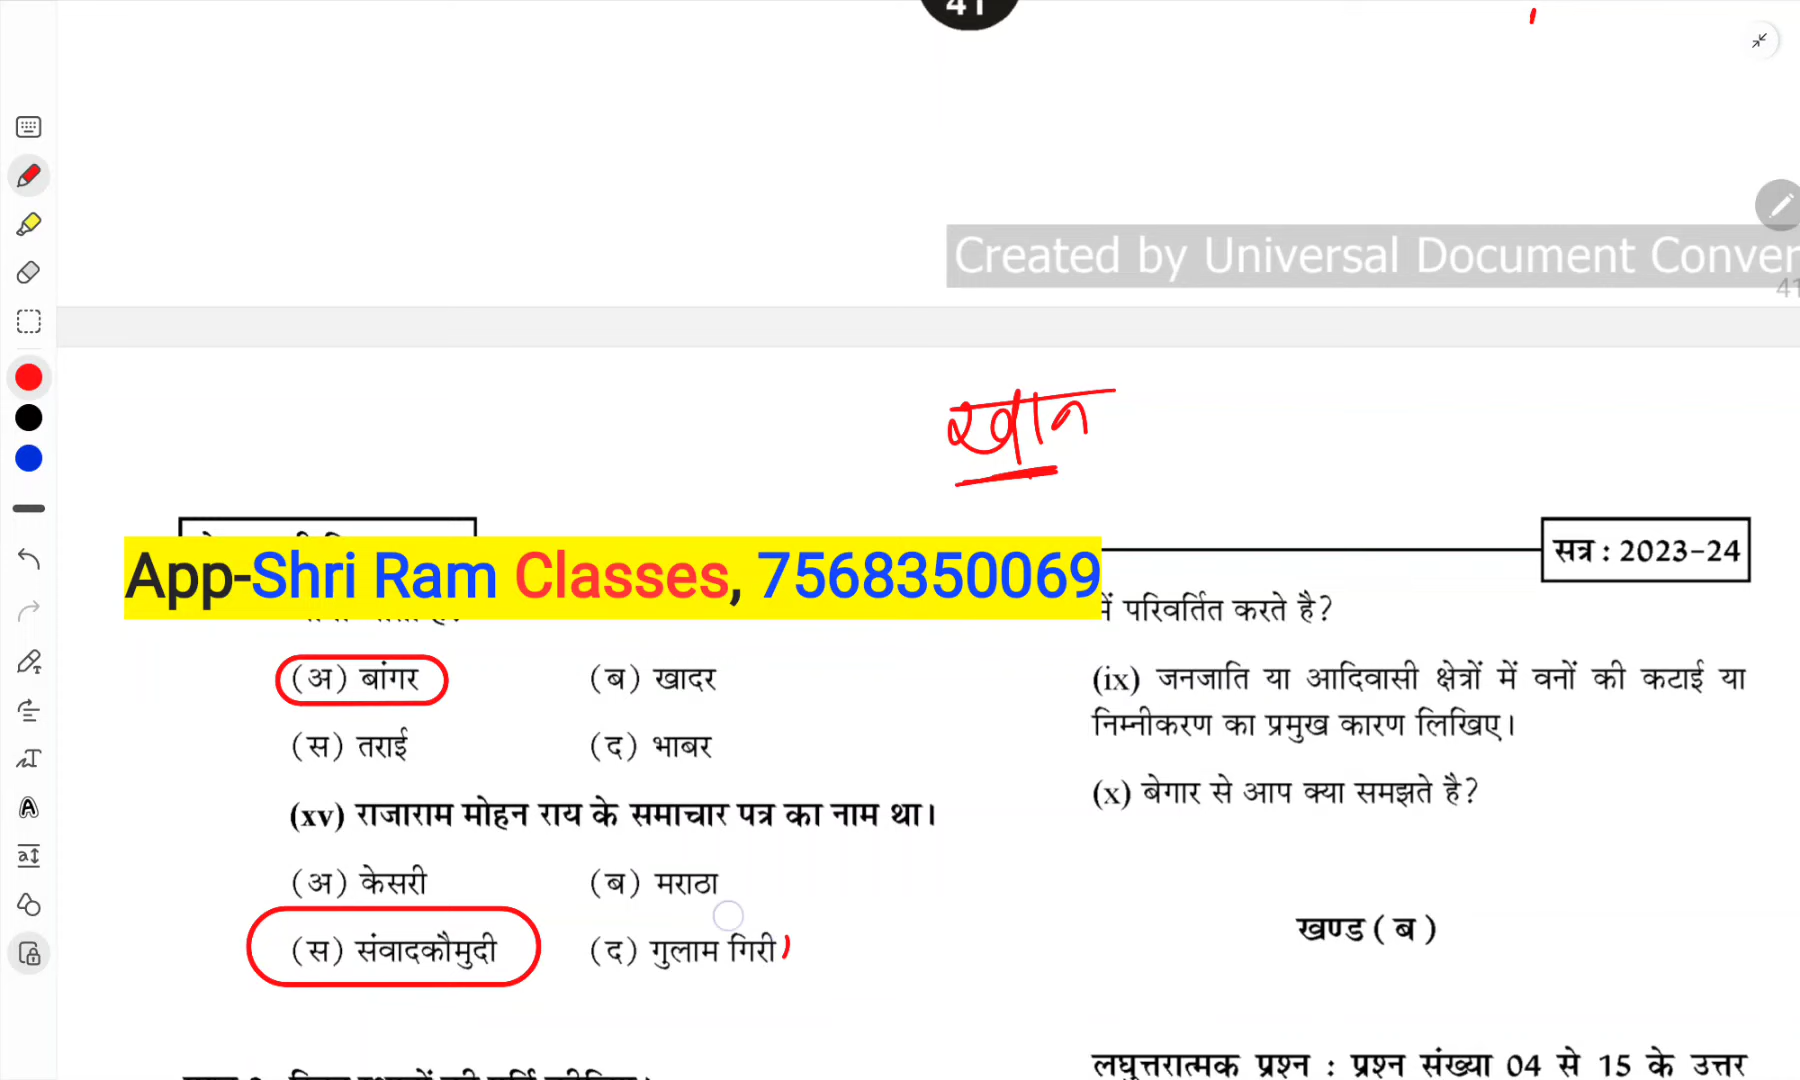 41
Created by Universal Document Conver
41
खान
App-Shri Ram Classes, 7568350069
सत्र : 2023-24
(अ) बांगर (ब) खादर
(स) तराई (द) भाबर
(xv) राजाराम मोहन राय के समाचार पत्र का नाम था।
(अ) केसरी (ब) मराठा
(स) संवादकौमुदी (द) गुलाम गिरी
में परिवर्तित करते है?
(ix) जनजाति या आदिवासी क्षेत्रों में वनों की कटाई या
निम्नीकरण का प्रमुख कारण लिखिए।
(x) बेगार से आप क्या समझते है?
खण्ड ( ब )
लघुत्तरात्मक प्रश्न : प्रश्न संख्या 04 से 15 के उत्तर